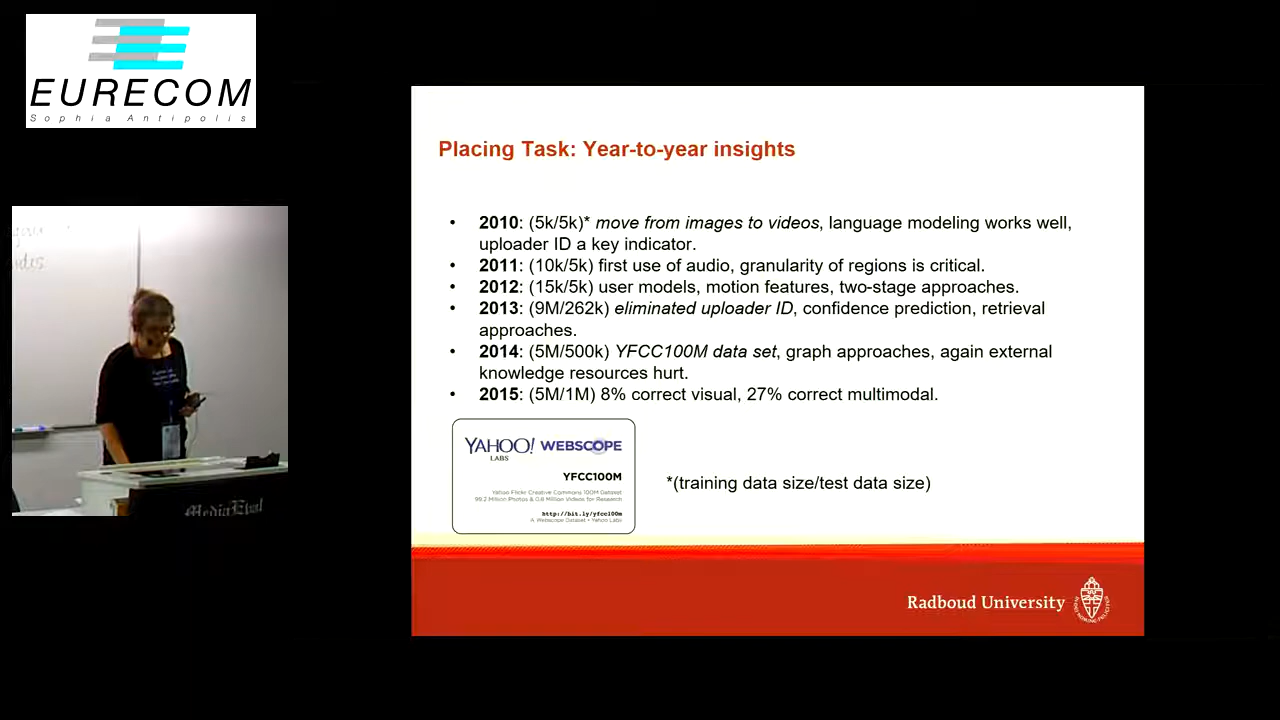 EURECOM
Sophia Antipolis
Placing Task: Year-to-year insights
• 2010: (5k/5k)* move from images to videos, language modeling works well,
uploader ID a key indicator.
• 2011: (10k/5k) first use of audio, granularity of regions is critical.
• 2012: (15k/5k) user models, motion features, two-stage approaches.
• 2013: (9M/262k) eliminated uploader ID, confidence prediction, retrieval
approaches.
• 2014: (5M/500k) YFCC100M data set, graph approaches, again external
knowledge resources hurt.
• 2015: (5M/1M) 8% correct visual, 27% correct multimodal.
YAHOO! WEBSCOPE
LABS
YFCC100M
Yahoo Flickr Creative Commons 100M Dataset
99.2 Million Photos & 0.8 Million Videos for Research
http://bit.ly/yfcc100m
A Webscope Dataset • Yahoo Labs
*(training data size/test data size)
Radboud University
MediaEval